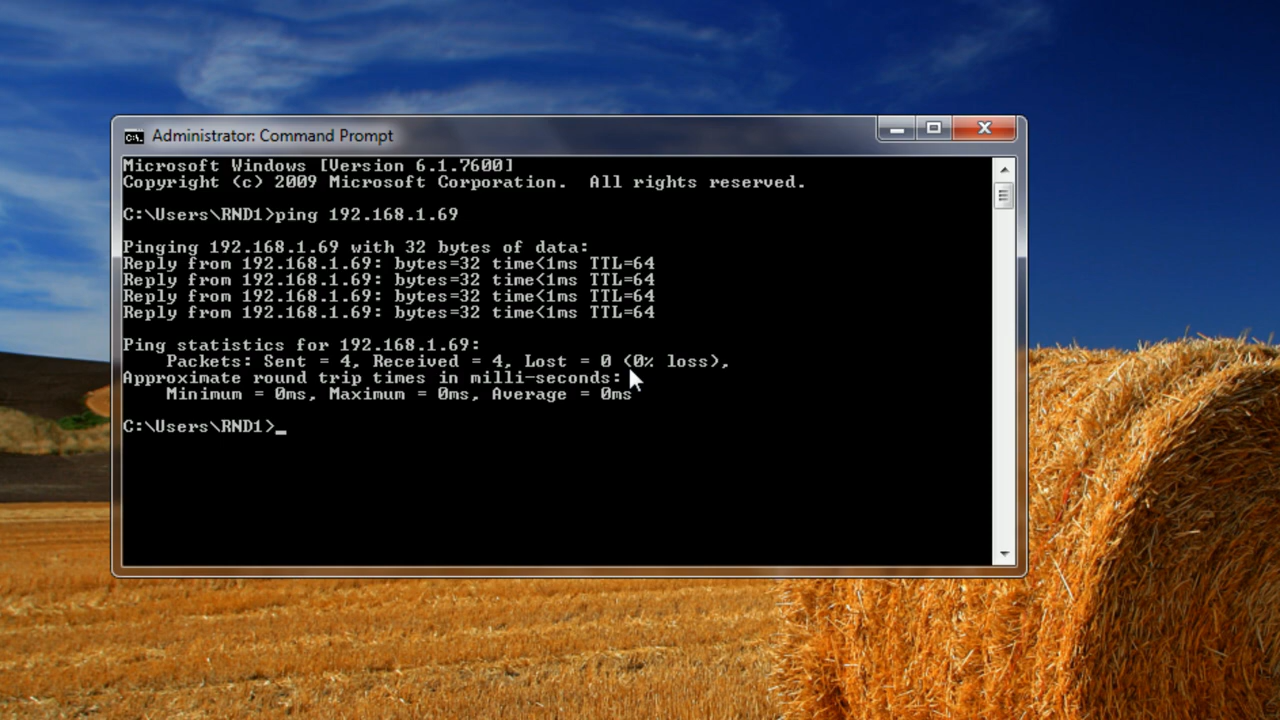 Administrator: Command Prompt
Microsoft Windows [Version 6.1.7600]
Copyright (c) 2009 Microsoft Corporation.  All rights reserved.
C:\Users\RND1>ping 192.168.1.69
Pinging 192.168.1.69 with 32 bytes of data:
Reply from 192.168.1.69: bytes=32 time<1ms TTL=64
Reply from 192.168.1.69: bytes=32 time<1ms TTL=64
Reply from 192.168.1.69: bytes=32 time<1ms TTL=64
Reply from 192.168.1.69: bytes=32 time<1ms TTL=64
Ping statistics for 192.168.1.69:
    Packets: Sent = 4, Received = 4, Lost = 0 (0% loss),
Approximate round trip times in milli-seconds:
    Minimum = 0ms, Maximum = 0ms, Average = 0ms
C:\Users\RND1>_